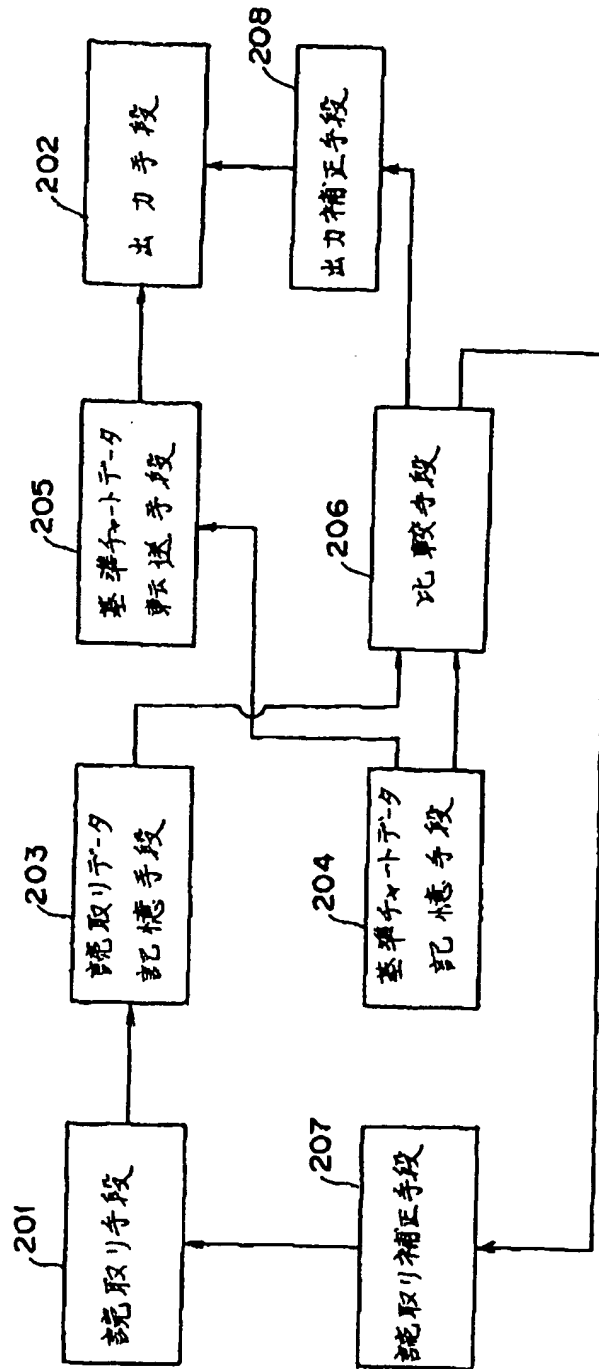 201
読取り手段
203
読取りデータ
記憶手段
205
基準チャートデータ
転送手段
202
出力手段
207
読取り補正手段
204
基準チャートデータ
記憶手段
206
比較手段
208
出力補正手段